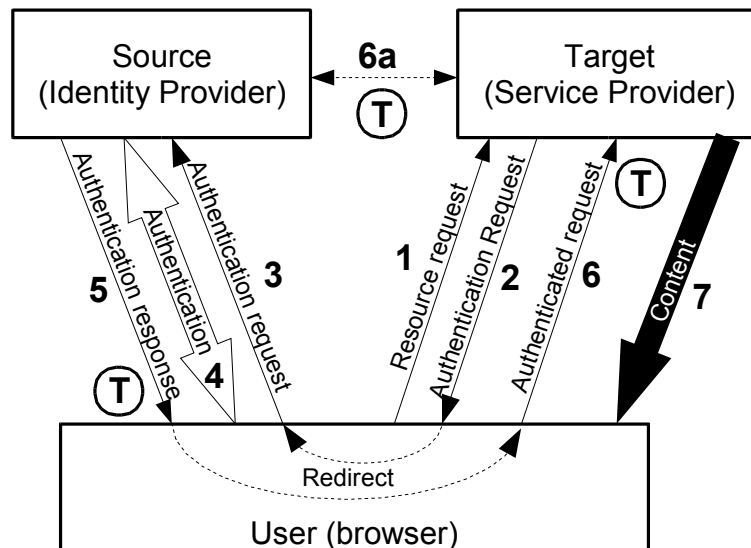 Source
(Identity Provider)
6a
T
Target
(Service Provider)
Authentication response
5
T
Authentication
4
Authentication request
3
1
Resource request
Authentication Request
2
Authenticated request
6
T
Content
7
Redirect
User (browser)